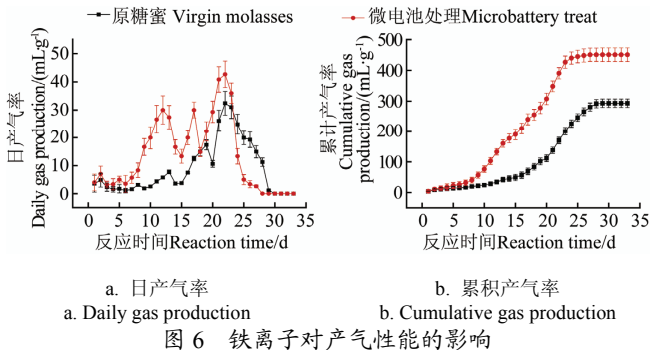 原糖蜜 Virgin molasses
微电池处理Microbattery treat
日产气率
Daily gas production/(mL·g⁻¹)
50
40
30
20
10
0
0 5 10 15 20 25 30 35
反应时间Reaction time/d
累计产气率
Cumulative gas
production/(mL·g⁻¹)
500
400
300
200
100
0
0 5 10 15 20 25 30 35
反应时间Reaction time/d
a. 日产气率
a. Daily gas production
b. 累积产气率
b. Cumulative gas production
图 6 铁离子对产气性能的影响